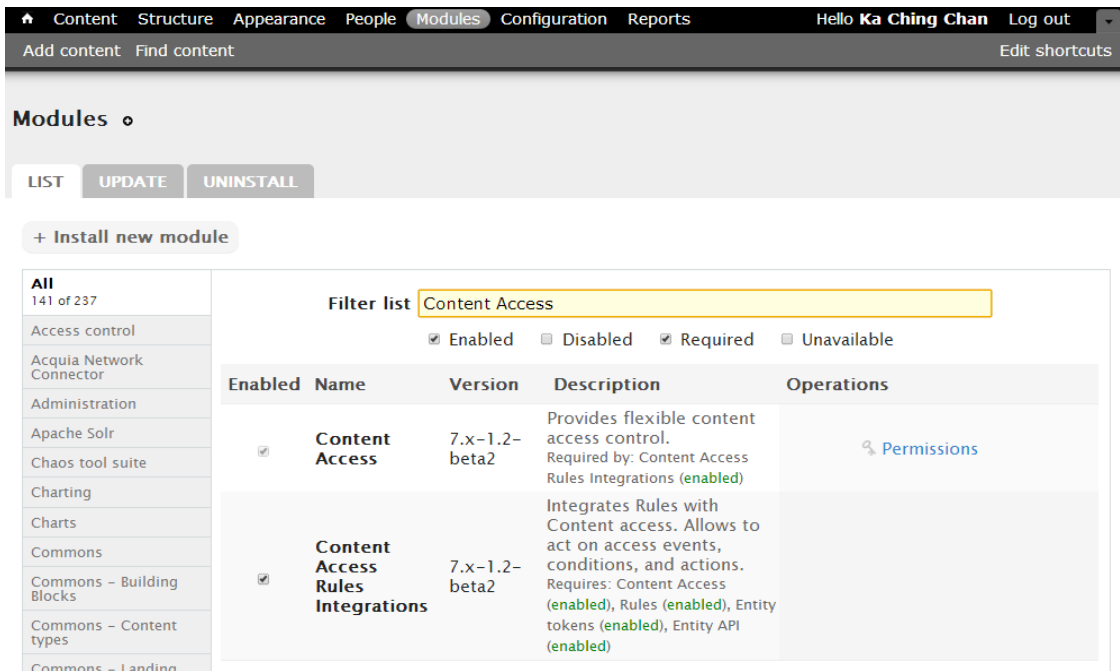 Content Structure Appearance People Modules Configuration Reports Hello Ka Ching Chan Log out
Add content Find content Edit shortcuts
Modules
LIST UPDATE UNINSTALL
+ Install new module
All
141 of 237
Access control
Acquia Network
Connector
Administration
Apache Solr
Chaos tool suite
Charting
Charts
Commons
Commons – Building
Blocks
Commons – Content
types
Commons – Landing
Filter list Content Access
Enabled Disabled Required Unavailable
Enabled Name Version Description Operations
Content
Access
7.x-1.2-
beta2
Provides flexible content
access control.
Required by: Content Access
Rules Integrations (enabled)
Permissions
Content
Access
Rules
Integrations
7.x-1.2-
beta2
Integrates Rules with
Content access. Allows to
act on access events,
conditions, and actions.
Requires: Content Access
(enabled), Rules (enabled), Entity
tokens (enabled), Entity API
(enabled)